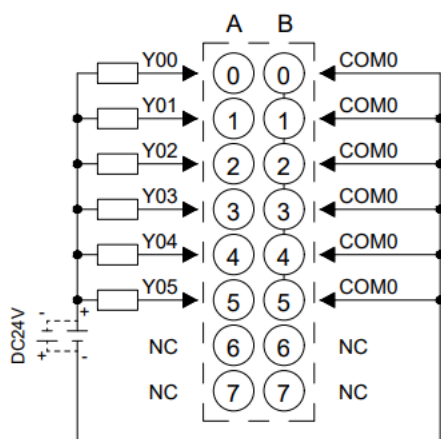 A B
Y00 0 0 COM0
Y01 1 1 COM0
Y02 2 2 COM0
Y03 3 3 COM0
Y04 4 4 COM0
Y05 5 5 COM0
NC 6 6 NC
NC 7 7 NC
DC24V
- +
+ -